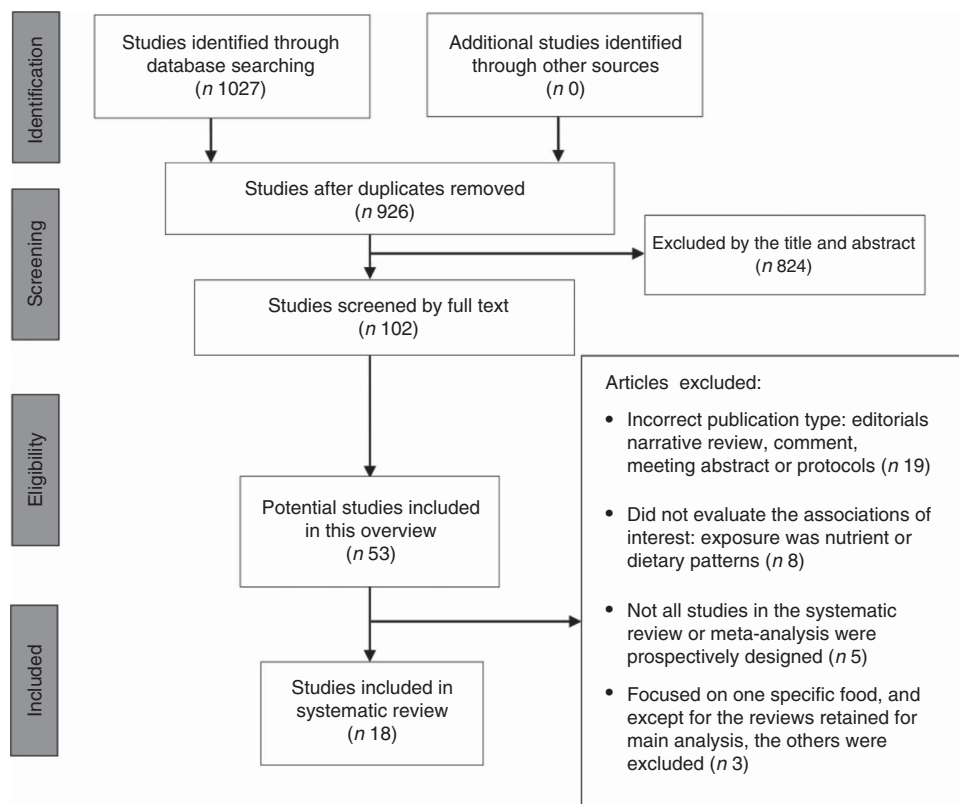 Identification
Studies identified through
database searching
(n 1027)
Additional studies identified
through other sources
(n 0)
Studies after duplicates removed
(n 926)
Screening
Excluded by the title and abstract
(n 824)
Studies screened by full text
(n 102)
Eligibility
Potential studies included
in this overview
(n 53)
Articles excluded:
• Incorrect publication type: editorials
narrative review, comment,
meeting abstract or protocols (n 19)
• Did not evaluate the associations of
interest: exposure was nutrient or
dietary patterns (n 8)
• Not all studies in the systematic
review or meta-analysis were
prospectively designed (n 5)
• Focused on one specific food, and
except for the reviews retained for
main analysis, the others were
excluded (n 3)
Included
Studies included in
systematic review
(n 18)